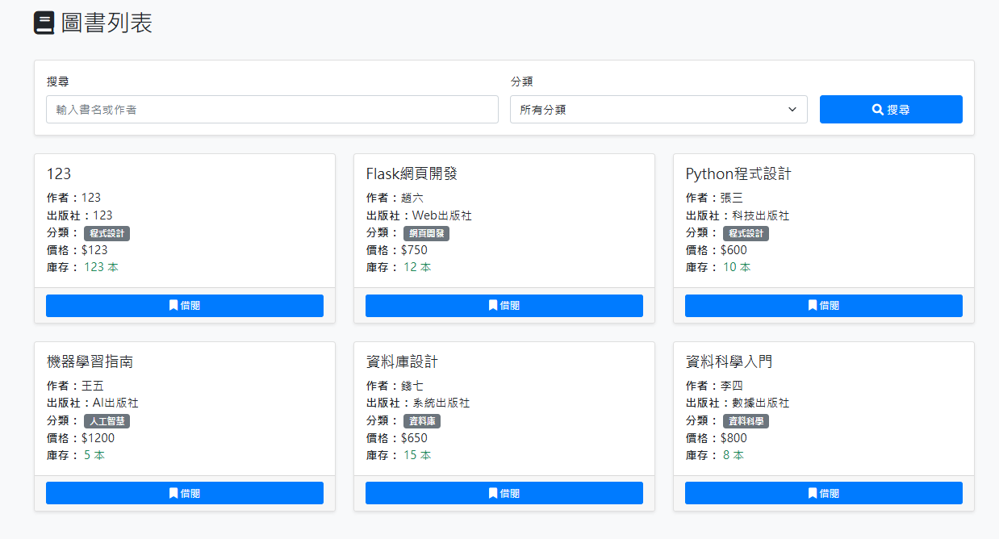 圖書列表
搜尋
分類
輸入書名或作者
所有分類
搜尋
123
作者：123
出版社：123
分類： 程式設計
價格：$123
庫存： 123 本
借閱
Flask網頁開發
作者：趙六
出版社：Web出版社
分類： 網頁開發
價格：$750
庫存： 12 本
借閱
Python程式設計
作者：張三
出版社：科技出版社
分類： 程式設計
價格：$600
庫存： 10 本
借閱
機器學習指南
作者：王五
出版社：AI出版社
分類： 人工智慧
價格：$1200
庫存： 5 本
借閱
資料庫設計
作者：錢七
出版社：系統出版社
分類： 資料庫
價格：$650
庫存： 15 本
借閱
資料科學入門
作者：李四
出版社：數據出版社
分類： 資料科學
價格：$800
庫存： 8 本
借閱